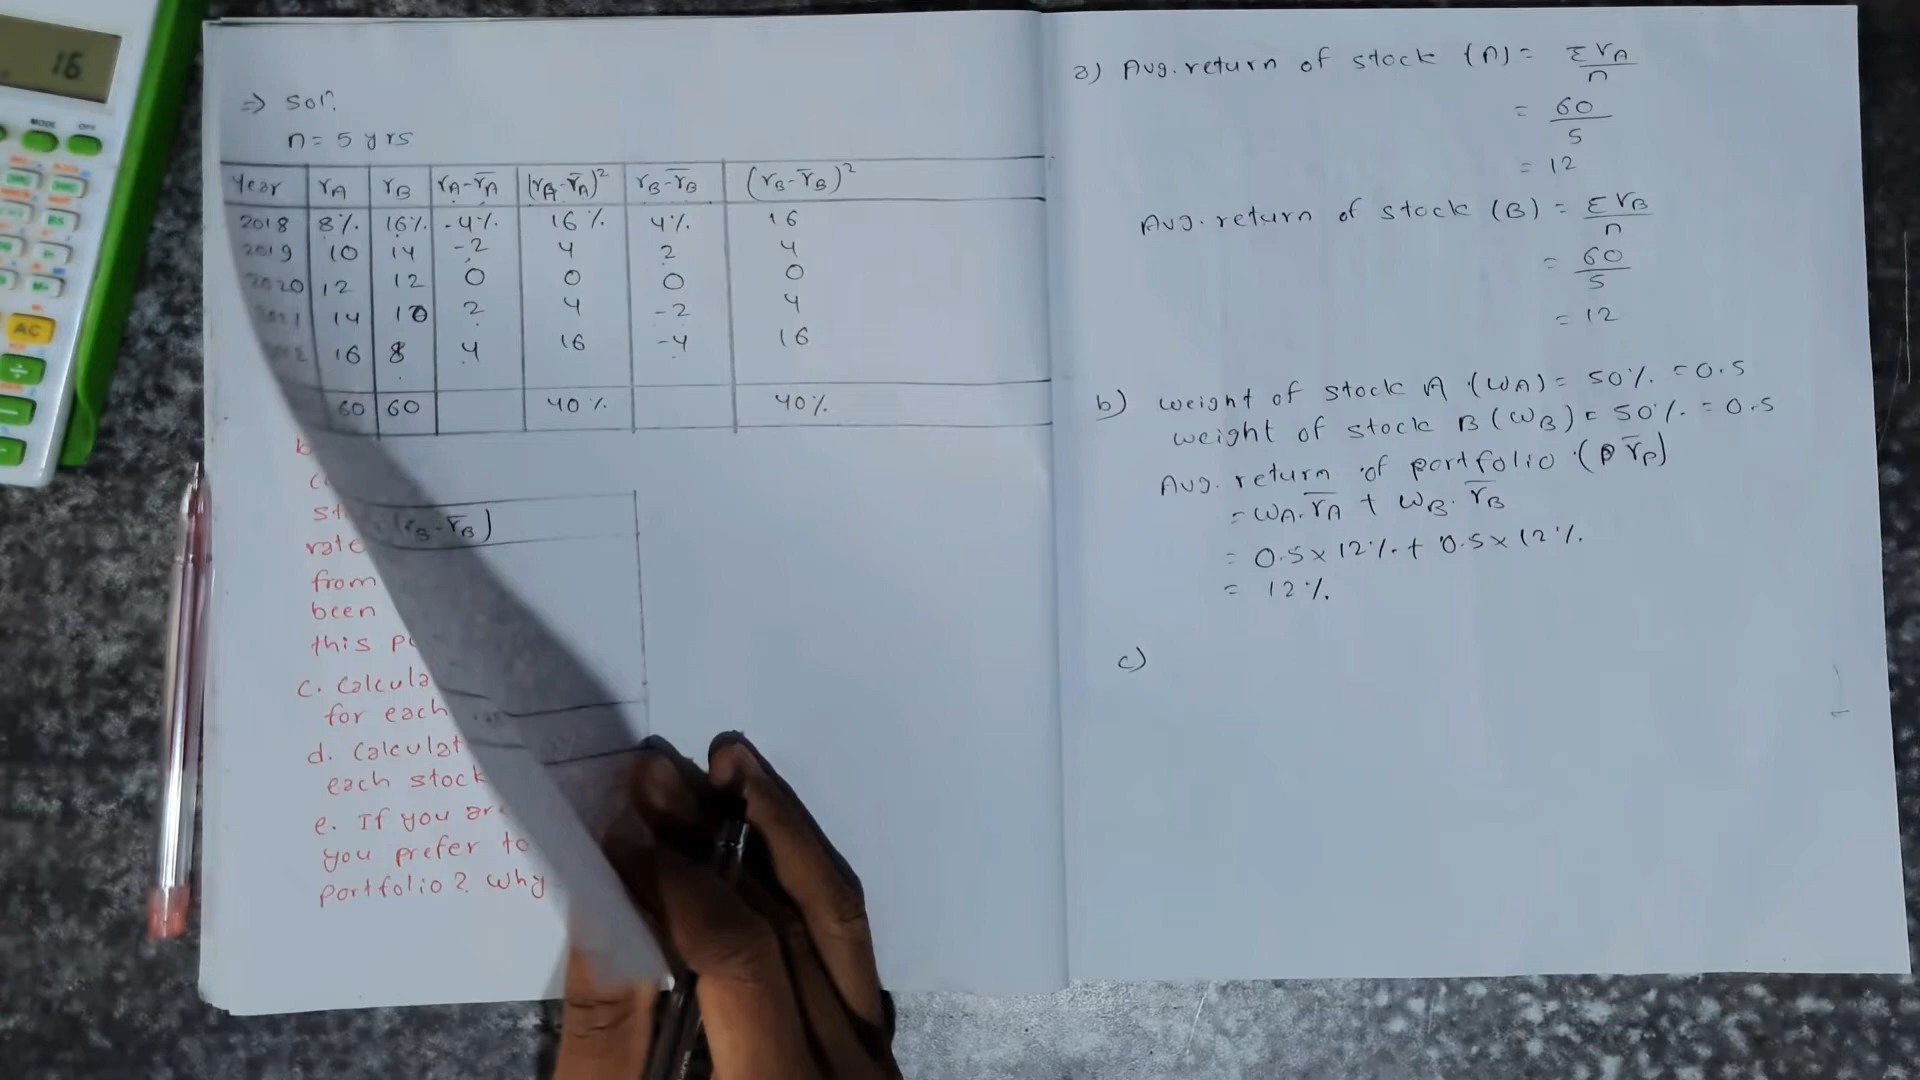 16
MODE OFF
AC
=> Soln.
n = 5 yrs
Year rA rB rA-r̄A (rA-r̄A)² rB-r̄B (rB-r̄B)²
2018 8%. 16%. -4%. 16%. 4%. 16
2019 10 14 -2 4 2 4
2020 12 12 0 0 0 0
14 10 2 4 -2 4
16 8 4 16 -4 16
60 60 40%. 40%.
(rB-r̄B)
rate
from
been
this
c.
for each
d.
each stock
e. If you
you prefer to
portfolio? Why
a) Avg. return of stock (A) = ΣrA/n
= 60/5
= 12
Avg. return of stock (B) = ΣrB/n
= 60/5
= 12
b) weight of stock A (wA) = 50%. = 0.5
weight of stock B (wB) = 50%. = 0.5
Avg. return of portfolio (r̄p)
= wA.r̄A + wB.r̄B
= 0.5 x 12%. + 0.5 x 12%.
= 12%.
c)